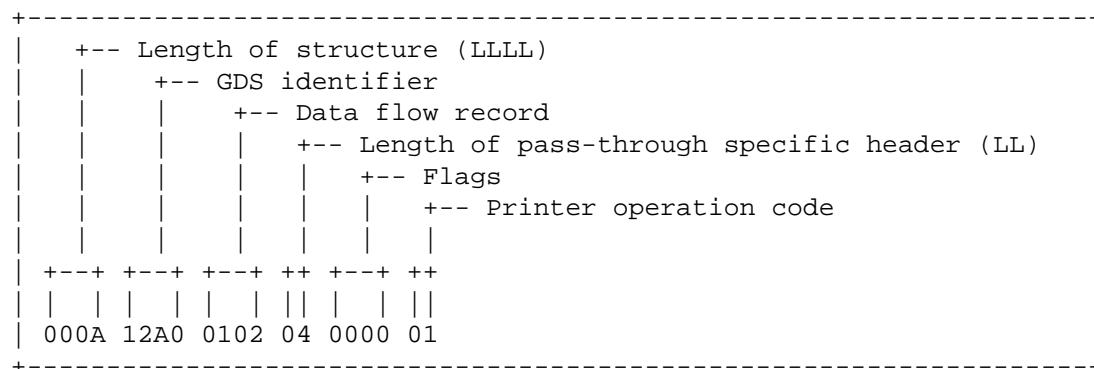 +-- Length of structure (LLLL)
+-- GDS identifier
+-- Data flow record
+-- Length of pass-through specific header (LL)
+-- Flags
+-- Printer operation code
000A 12A0 0102 04 0000 01